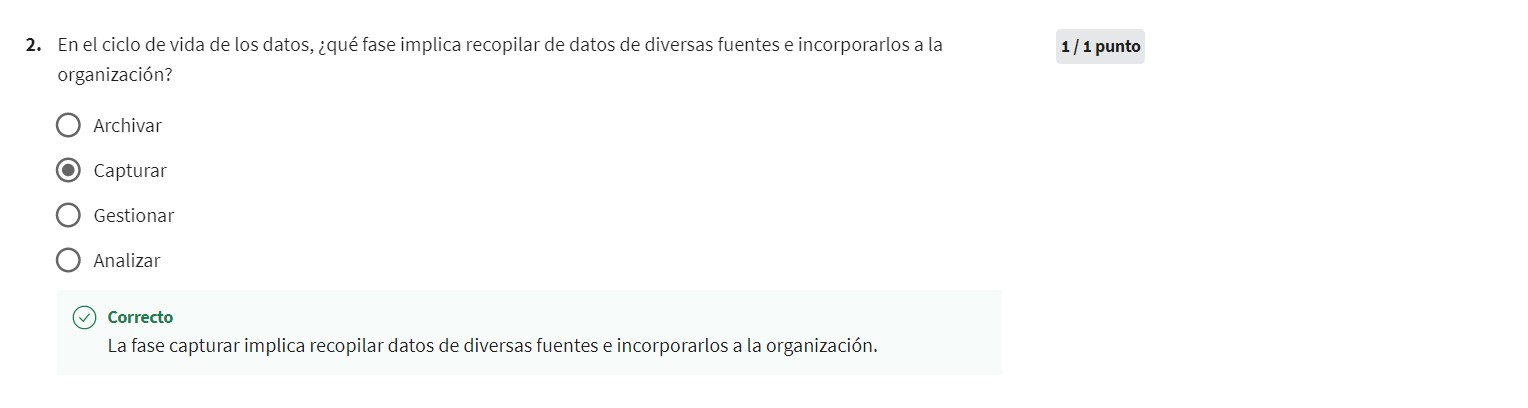 2. En el ciclo de vida de los datos, ¿qué fase implica recopilar de datos de diversas fuentes e incorporarlos a la
organización?
1 / 1 punto
Archivar
Capturar
Gestionar
Analizar
Correcto
La fase capturar implica recopilar datos de diversas fuentes e incorporarlos a la organización.